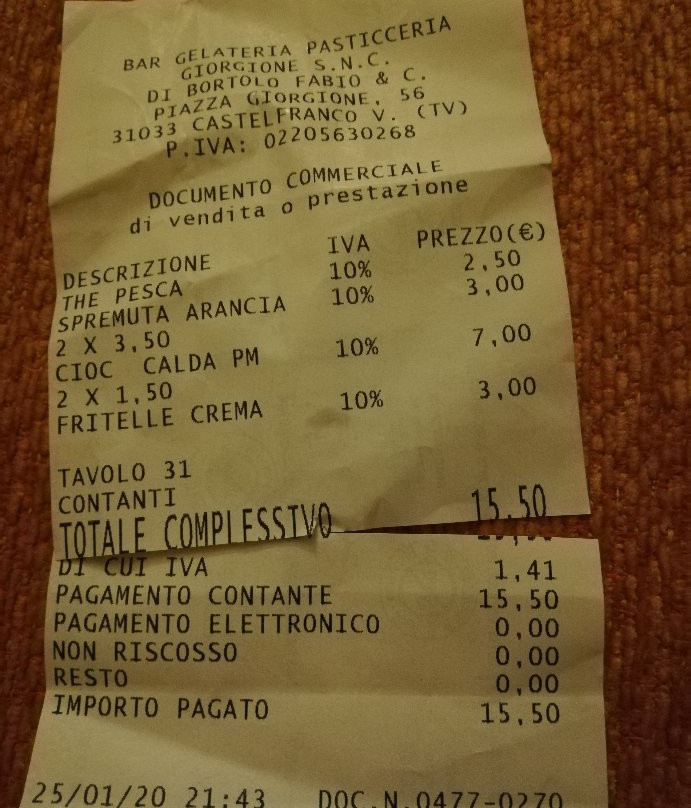 BAR GELATERIA PASTICCERIA
GIORGIONE S.N.C.
DI BORTOLO FABIO & C.
PIAZZA GIORGIONE, 56
31033 CASTELFRANCO V. (TV)
P.IVA: 02205630268
DOCUMENTO COMMERCIALE
di vendita o prestazione
DESCRIZIONE IVA PREZZO(€)
THE PESCA 10% 2,50
SPREMUTA ARANCIA 10% 3,00
2 X 3,50
CIOC CALDA PM 10% 7,00
2 X 1,50
FRITELLE CREMA 10% 3,00
TAVOLO 31
CONTANTI
TOTALE COMPLESSIVO 15,50
DI CUI IVA 1,41
PAGAMENTO CONTANTE 15,50
PAGAMENTO ELETTRONICO 0,00
NON RISCOSSO 0,00
RESTO 0,00
IMPORTO PAGATO 15,50
25/01/20 21:43 DOC.N.0477-0270